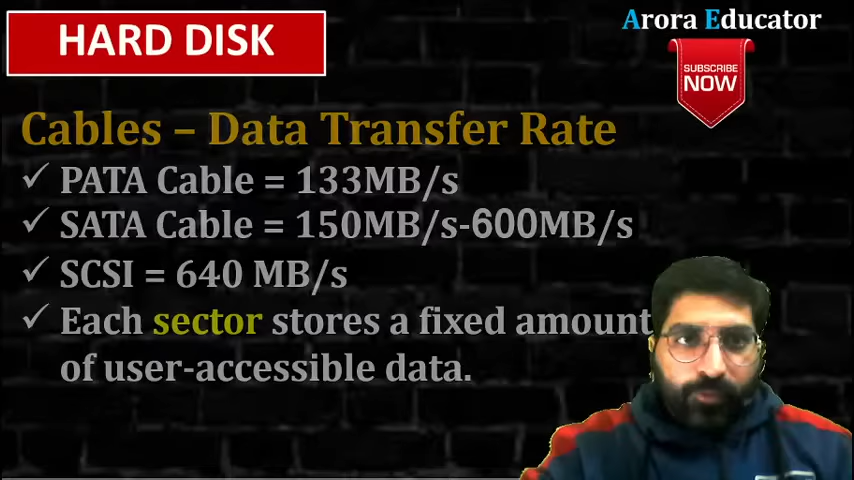 HARD DISK
Arora Educator
SUBSCRIBE
NOW
Cables – Data Transfer Rate
✓ PATA Cable = 133MB/s
✓ SATA Cable = 150MB/s-600MB/s
✓ SCSI = 640 MB/s
✓ Each sector stores a fixed amount
of user-accessible data.